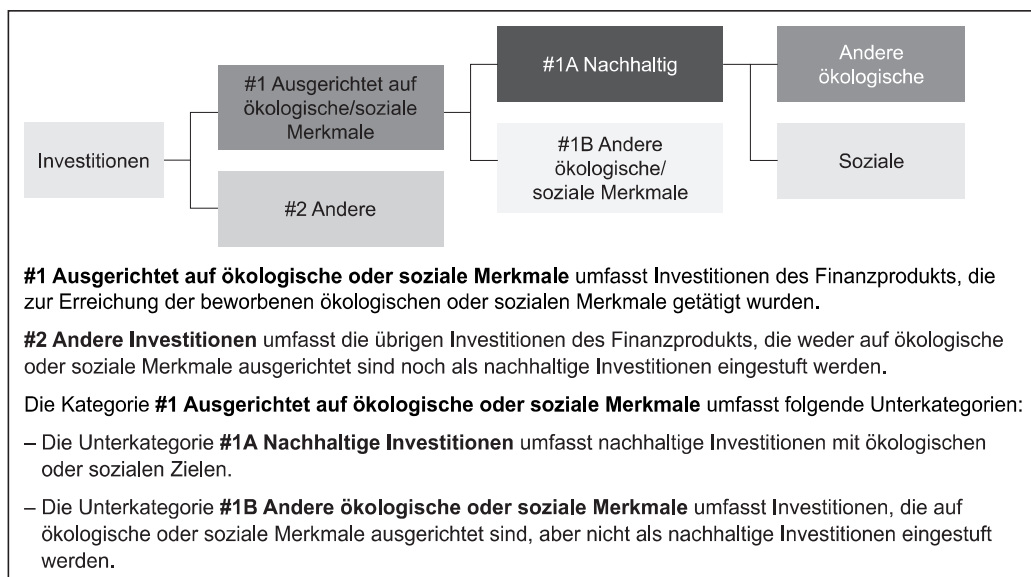 Investitionen
#1 Ausgerichtet auf
ökologische/soziale
Merkmale
#2 Andere
#1A Nachhaltig
#1B Andere
ökologische/
soziale Merkmale
Andere
ökologische
Soziale
#1 Ausgerichtet auf ökologische oder soziale Merkmale umfasst Investitionen des Finanzprodukts, die
zur Erreichung der beworbenen ökologischen oder sozialen Merkmale getätigt wurden.
#2 Andere Investitionen umfasst die übrigen Investitionen des Finanzprodukts, die weder auf ökologische
oder soziale Merkmale ausgerichtet sind noch als nachhaltige Investitionen eingestuft werden.
Die Kategorie #1 Ausgerichtet auf ökologische oder soziale Merkmale umfasst folgende Unterkategorien:
– Die Unterkategorie #1A Nachhaltige Investitionen umfasst nachhaltige Investitionen mit ökologischen
oder sozialen Zielen.
– Die Unterkategorie #1B Andere ökologische oder soziale Merkmale umfasst Investitionen, die auf
ökologische oder soziale Merkmale ausgerichtet sind, aber nicht als nachhaltige Investitionen eingestuft
werden.